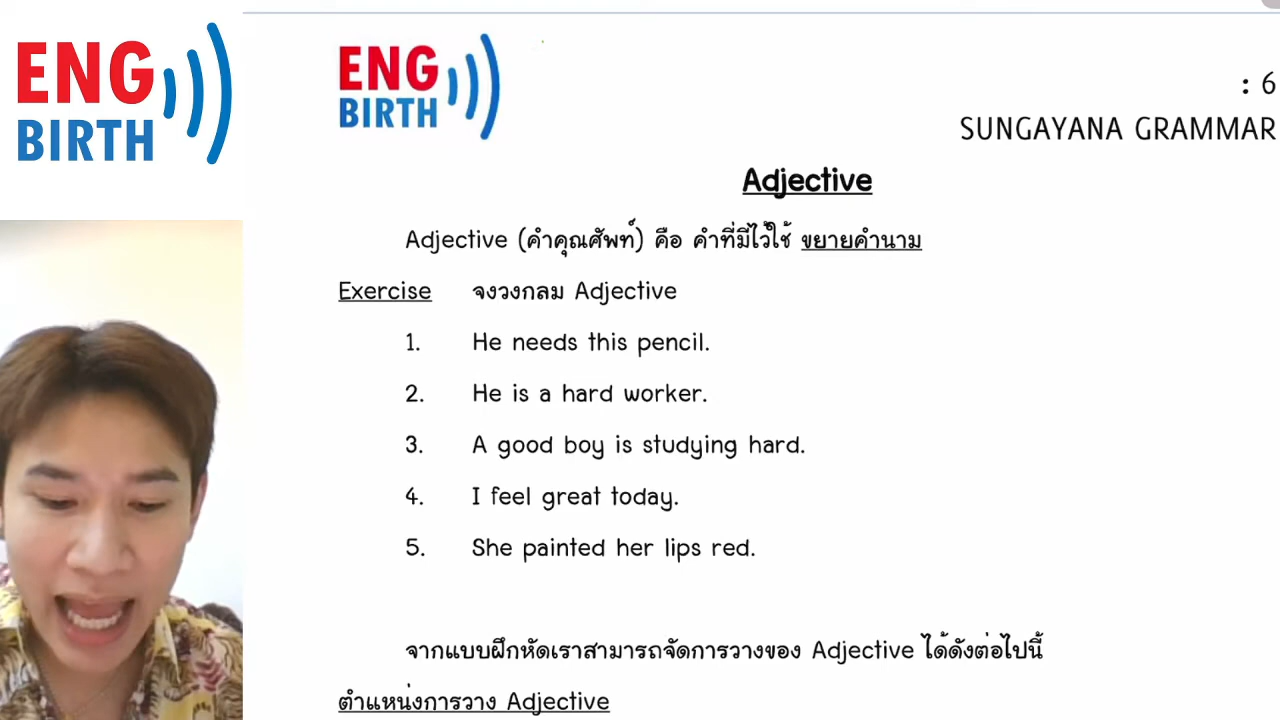 ENG
BIRTH
ENG
BIRTH
: 6
SUNGAYANA GRAMMAR
Adjective
Adjective (คำคุณศัพท์) คือ คำที่มีไว้ใช้ ขยายคำนาม
Exercise จงวงกลม Adjective
1. He needs this pencil.
2. He is a hard worker.
3. A good boy is studying hard.
4. I feel great today.
5. She painted her lips red.
จากแบบฝึกหัดเราสามารถจัดการวางของ Adjective ได้ดังต่อไปนี้
ตำแหน่งการวาง Adjective